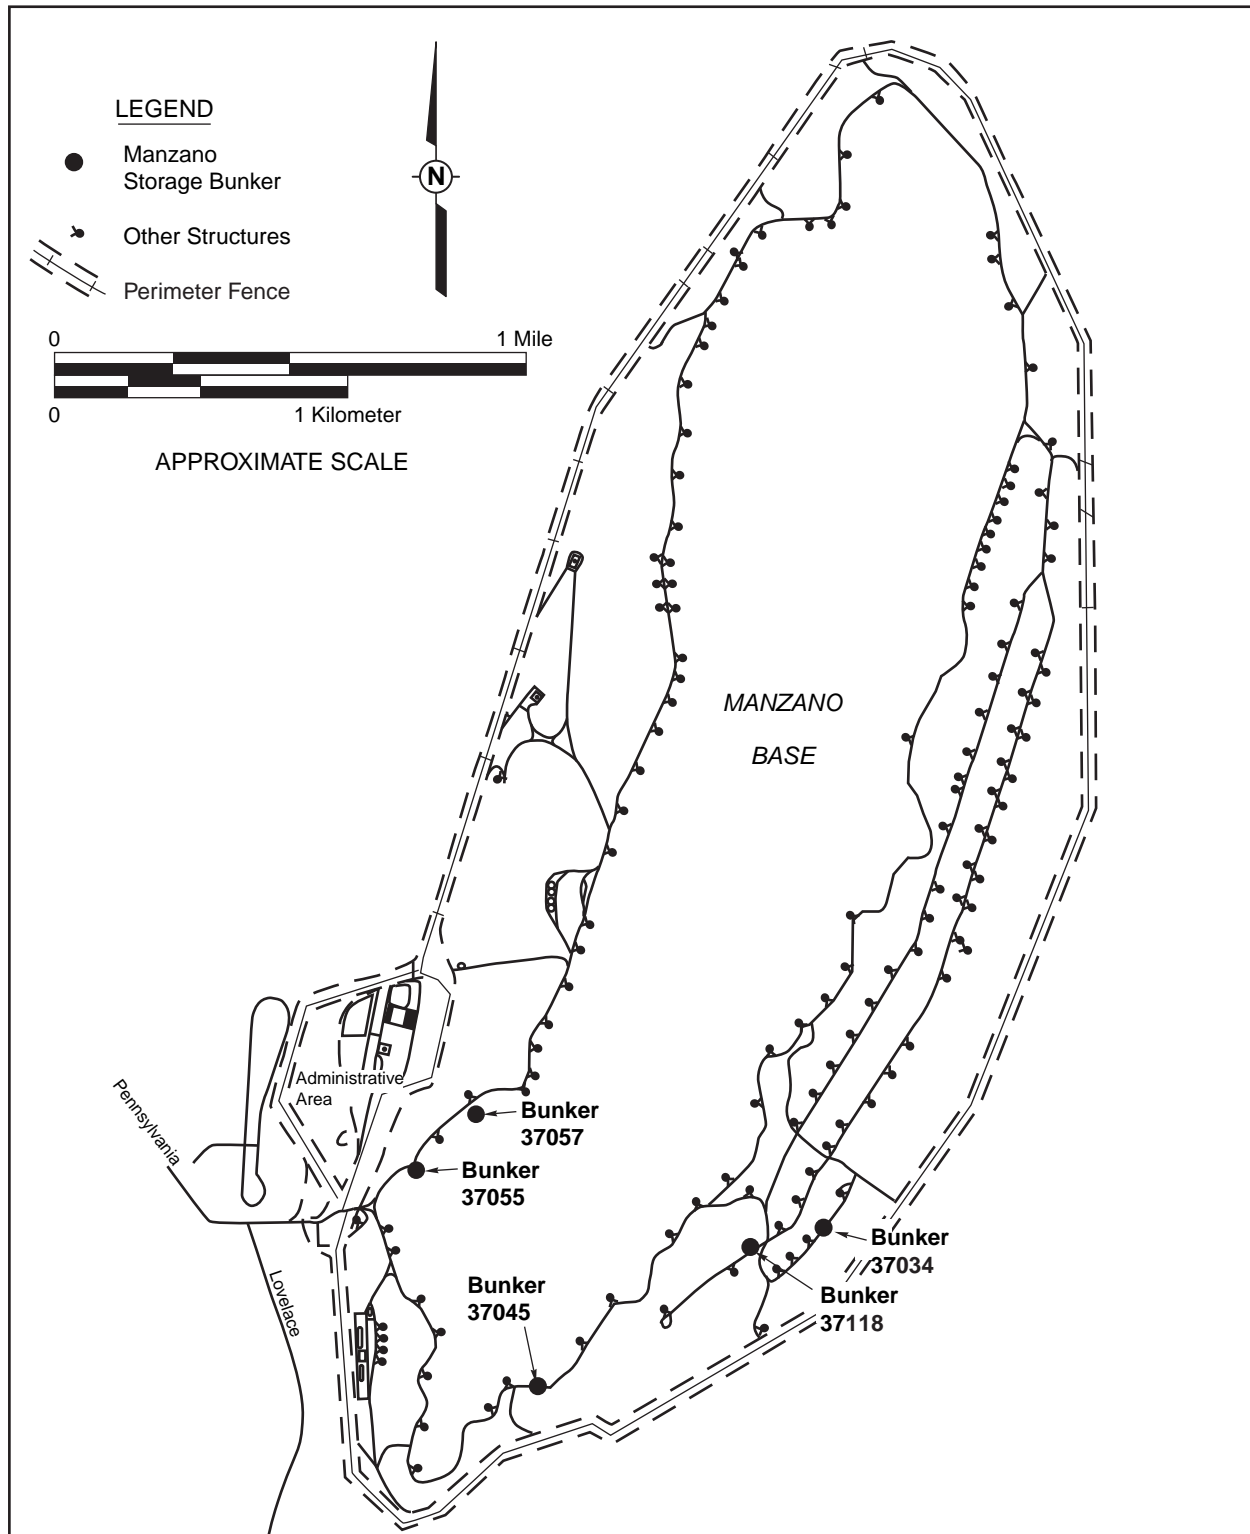 LEGEND
Manzano
Storage Bunker
Other Structures
Perimeter Fence
N
0 1 Mile
0 1 Kilometer
APPROXIMATE SCALE
MANZANO
BASE
Administrative
Area
Pennsylvania
Lovelace
Bunker
37057
Bunker
37055
Bunker
37045
Bunker
37034
Bunker
37118